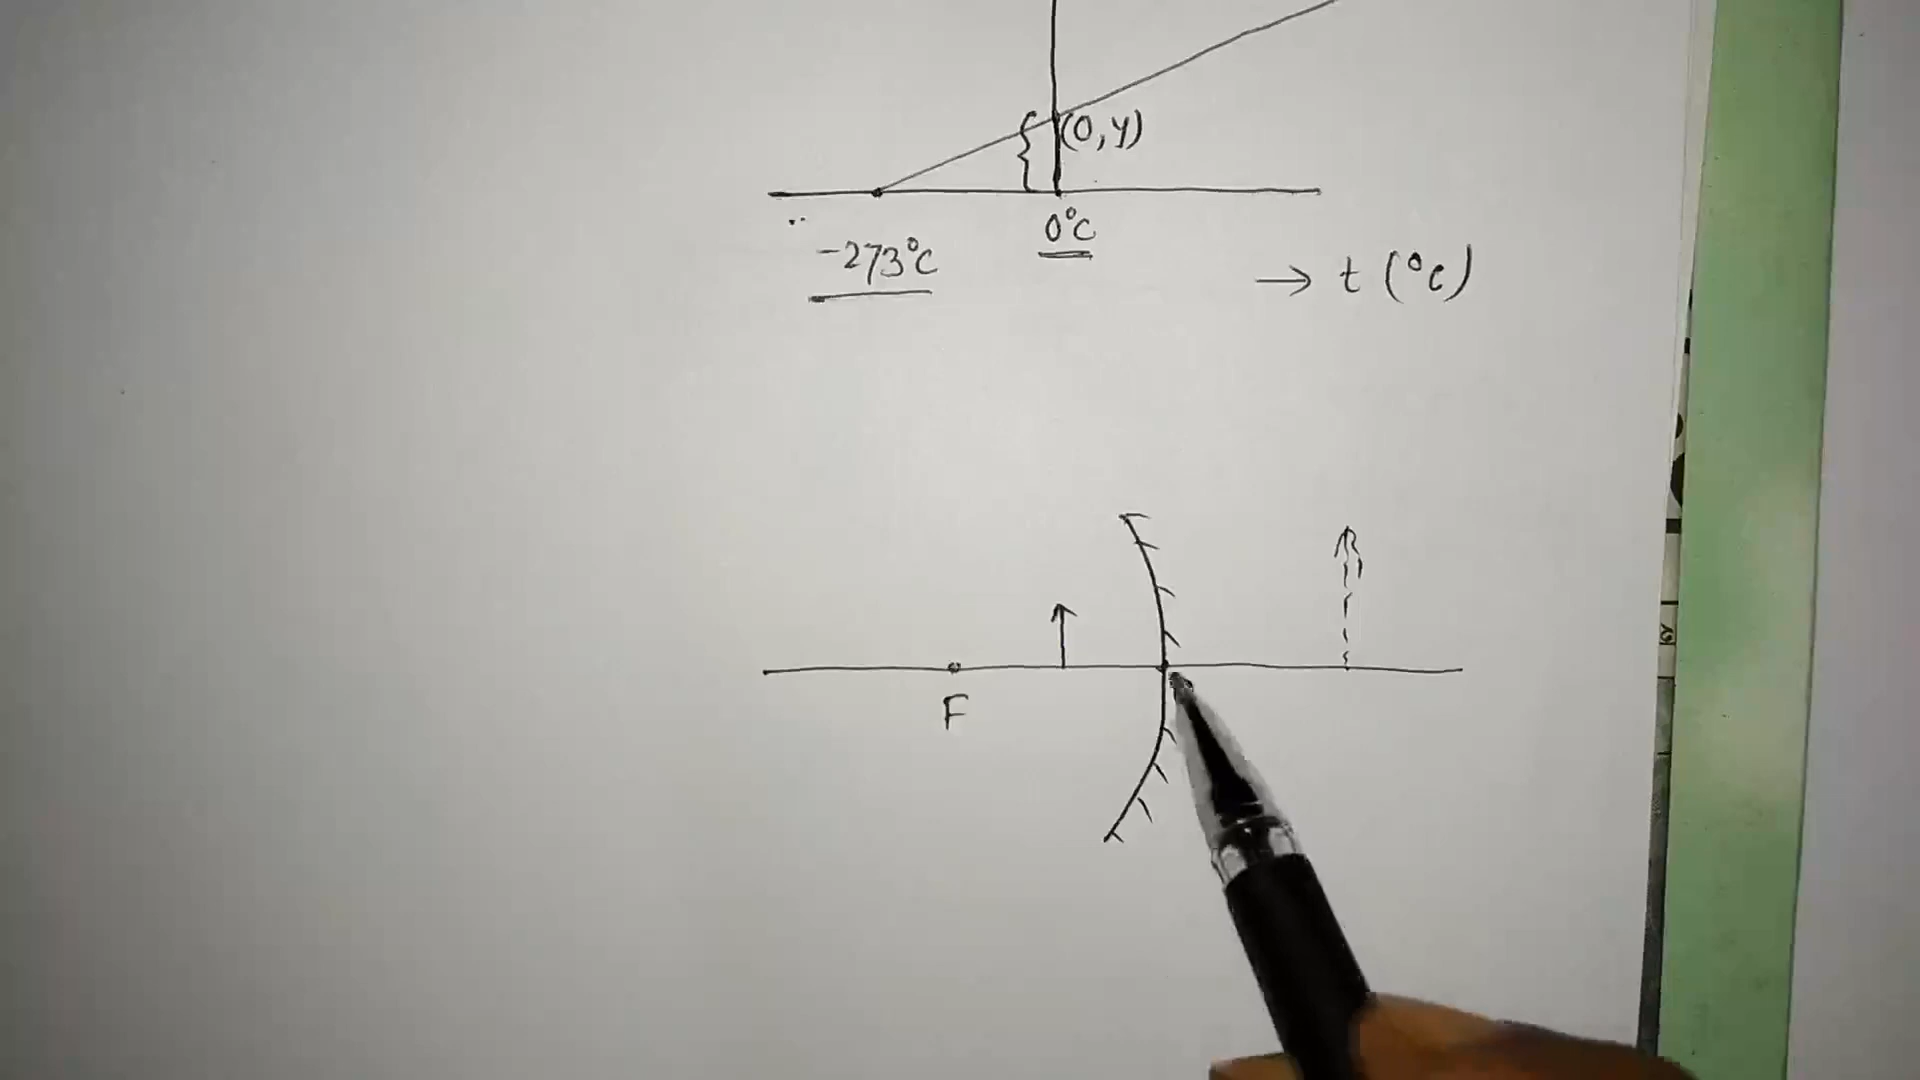 (0, y)
0°C
-273°C
→ t (°c)
F